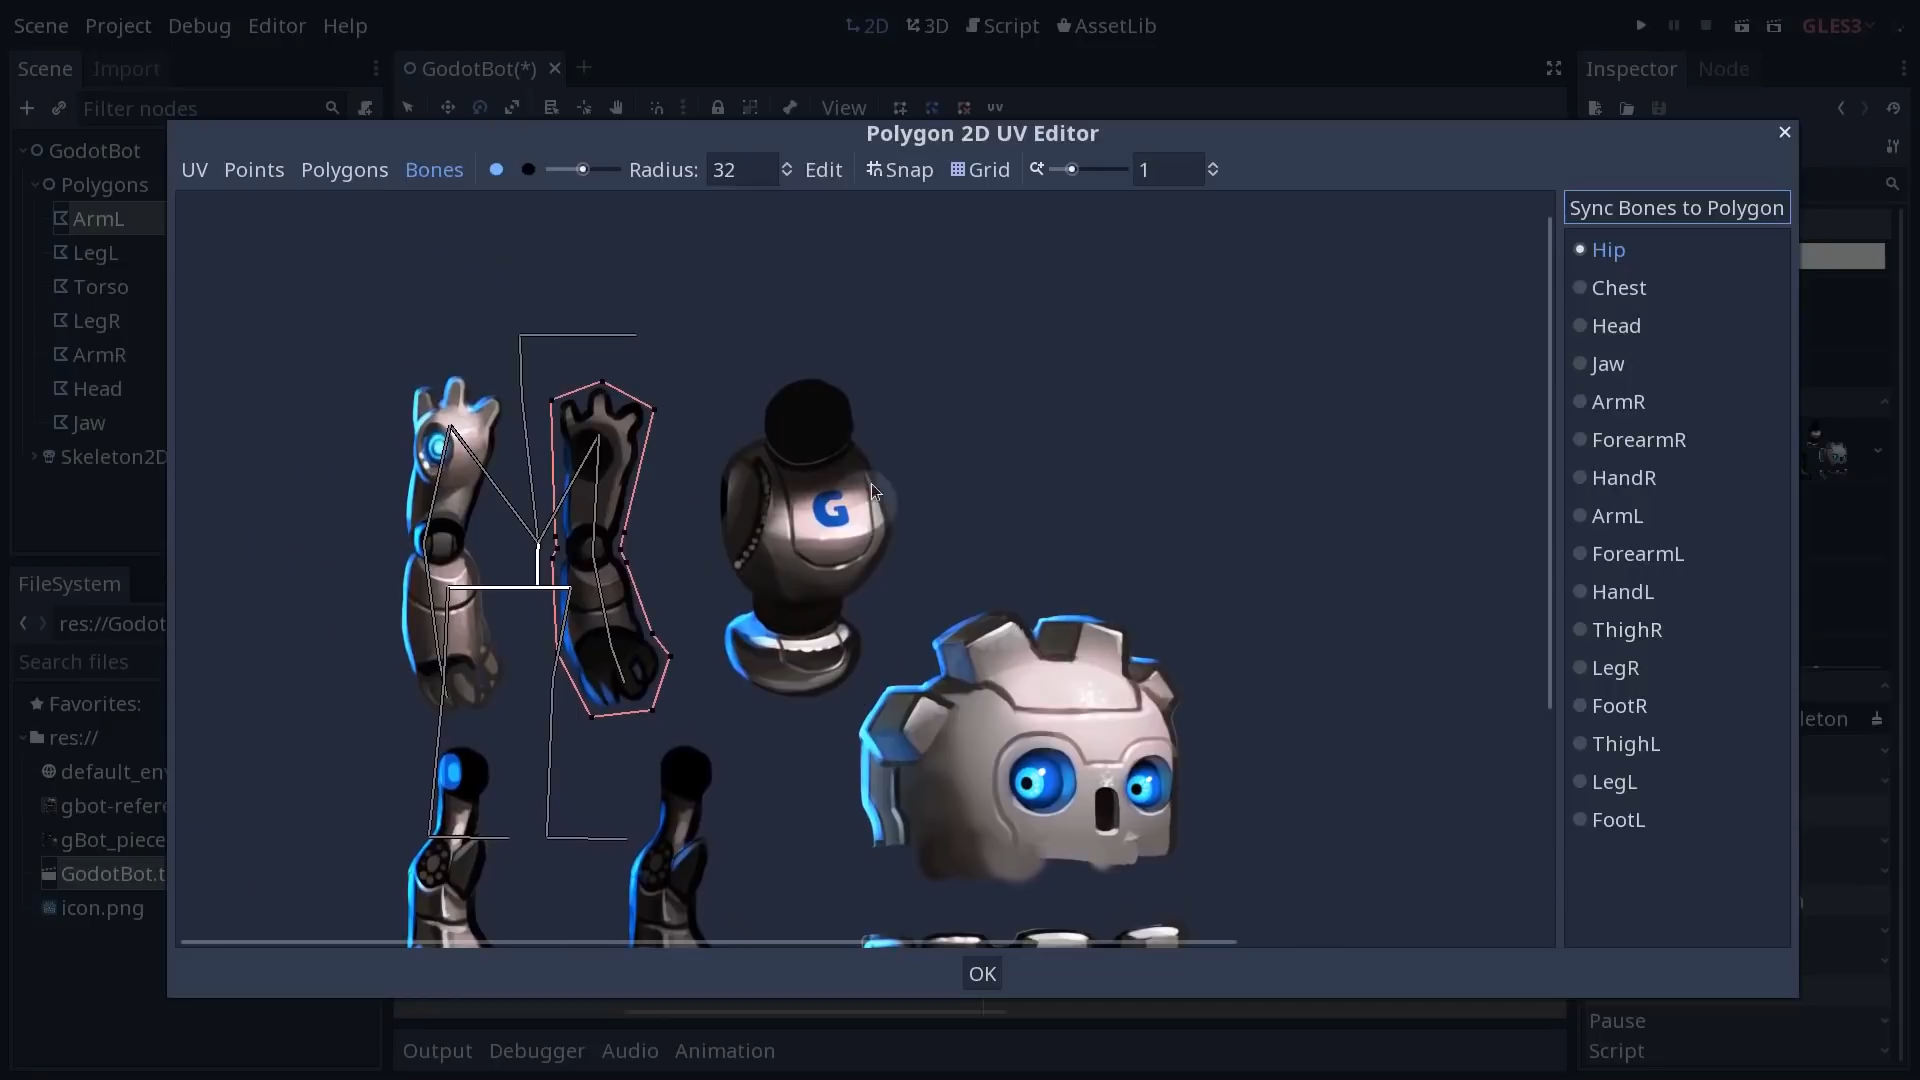 Scene Project Debug Editor Help
2D 3D Script AssetLib
GLES3
Scene Import
GodotBot(*)
Inspector Node
Filter nodes
View
UV
Polygon 2D UV Editor
UV Points Polygons Bones Radius: 32 Edit Snap Grid 1
GodotBot
Polygons
ArmL
LegL
Torso
LegR
ArmR
Head
Jaw
Skeleton2D
G
Sync Bones to Polygon
Hip
Chest
Head
Jaw
ArmR
ForearmR
HandR
ArmL
ForearmL
HandL
ThighR
LegR
FootR
ThighL
LegL
FootL
leton
FileSystem
res://Godot
Search files
Favorites:
res://
default_env
gbot-refere
gBot_piece
GodotBot.t
icon.png
OK
Output Debugger Audio Animation
Pause
Script